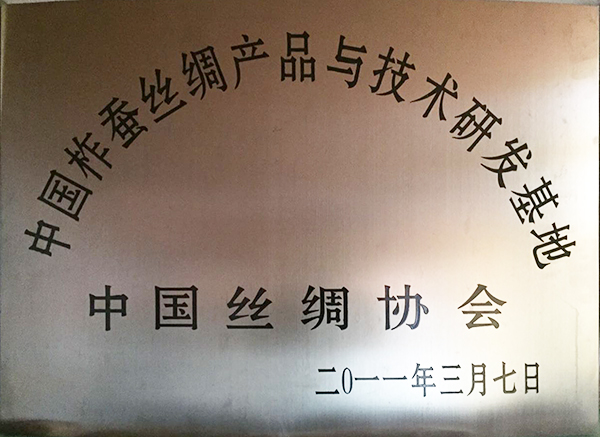 中国柞蚕丝绸产品与技术研发基地
中国丝绸协会
二0一一年三月七日